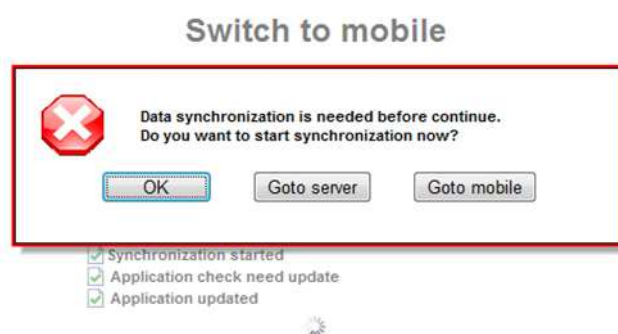 Switch to mobile
Data synchronization is needed before continue.
Do you want to start synchronization now?
OK Goto server Goto mobile
Synchronization started
Application check need update
Application updated